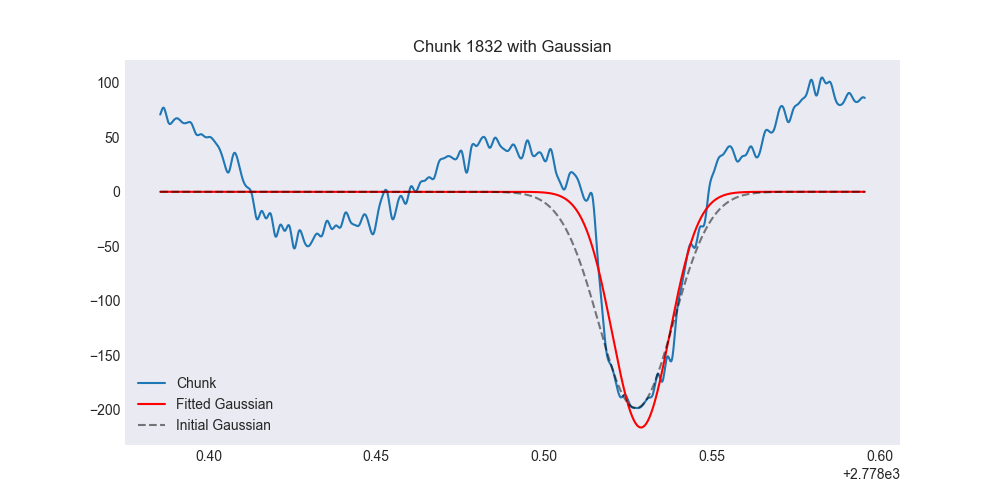 Chunk 1832 with Gaussian
100
50
0
−50
−100
−150
−200
Chunk
Fitted Gaussian
Initial Gaussian
0.40 0.45 0.50 0.55 0.60
+2.778e3